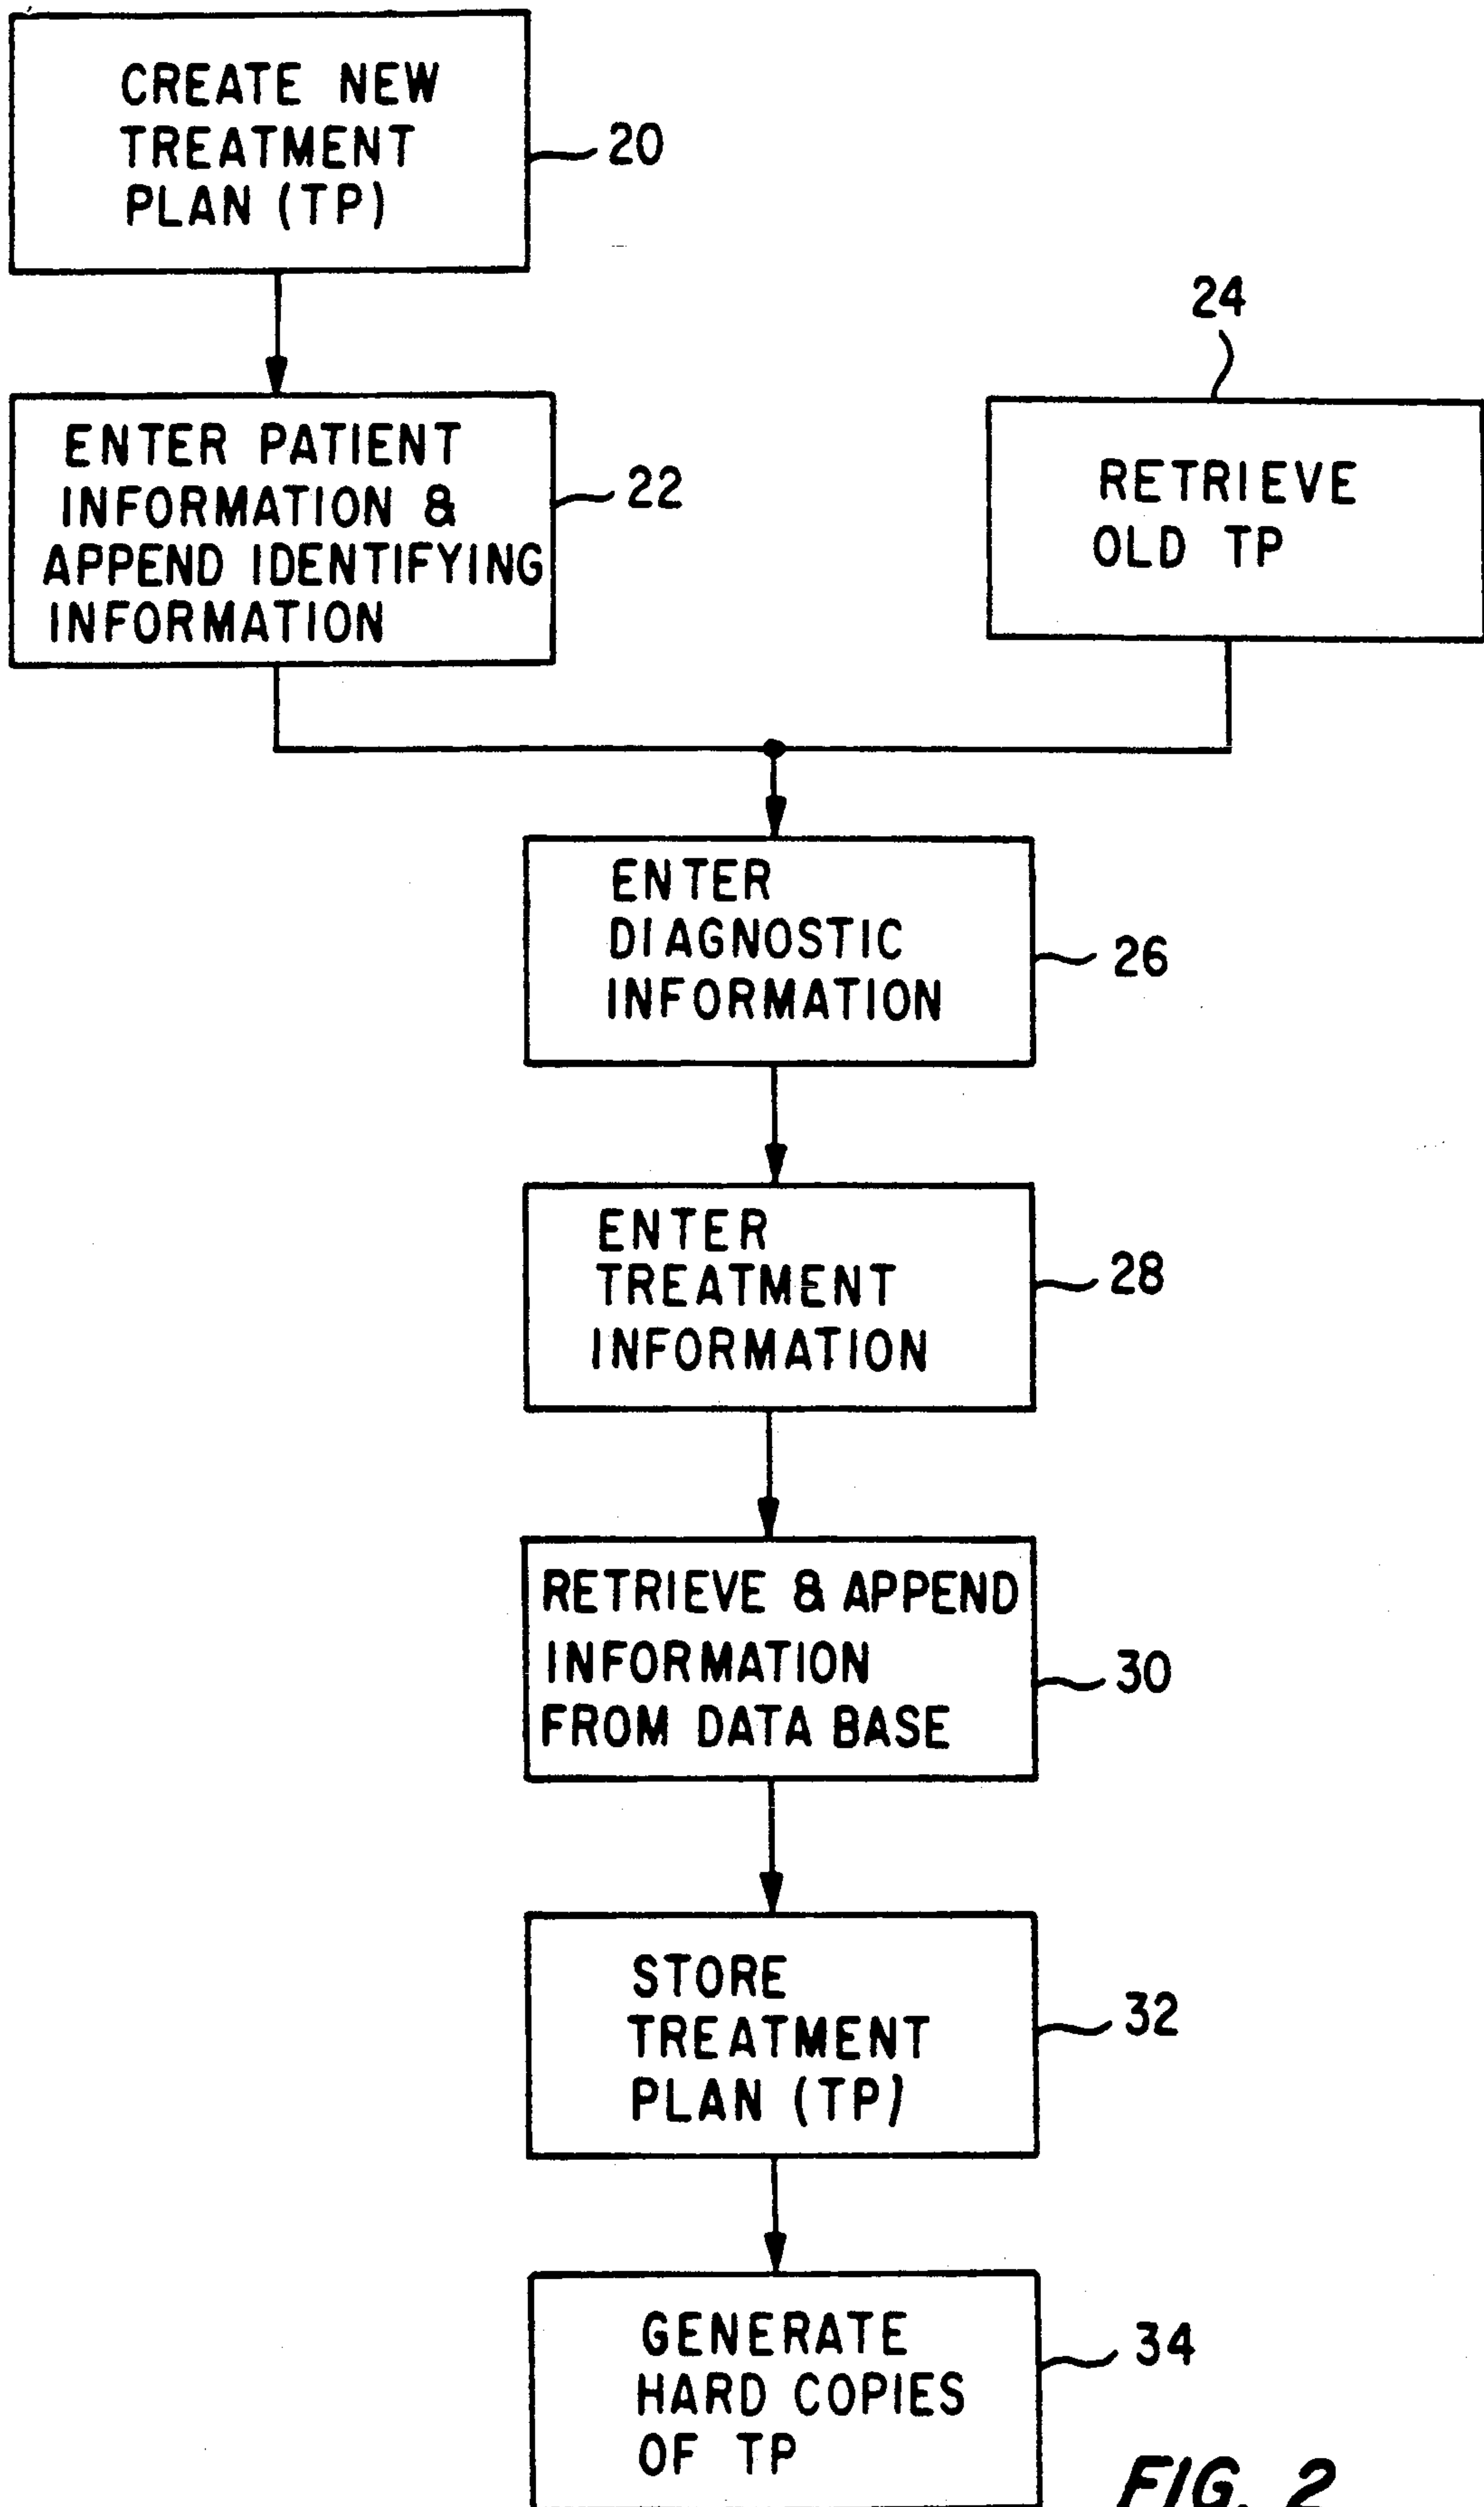 CREATE NEW
TREATMENT
PLAN (TP)
20
24
ENTER PATIENT
INFORMATION &
APPEND IDENTIFYING
INFORMATION
22
RETRIEVE
OLD TP
ENTER
DIAGNOSTIC
INFORMATION
26
ENTER
TREATMENT
INFORMATION
28
RETRIEVE & APPEND
INFORMATION
FROM DATA BASE
30
STORE
TREATMENT
PLAN (TP)
32
GENERATE
HARD COPIES
OF TP
34
FIG. 2